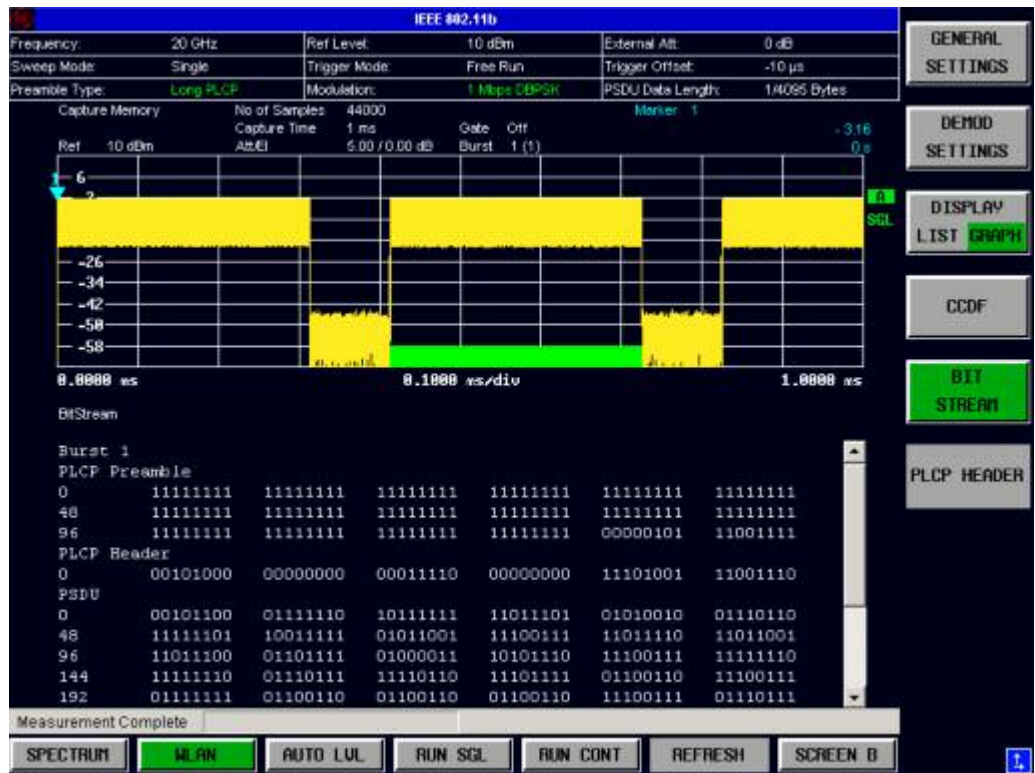 IEEE 802.11b
Frequency: 20 GHz Ref Level: 10 dBm External Att: 0 dB
Sweep Mode: Single Trigger Mode: Free Run Trigger Offset: -10 µs
Preamble Type: Long PLCP Modulation: 1 Mbps DBPSK PSDU Data Length: 1/4095 Bytes
Capture Memory No of Samples 44000 Marker 1
Capture Time 1 ms Gate Off -3.16
Ref 10 dBm Att/El 5.00 / 0.00 dB Burst 1 (1) 0 s
1
6
-2
-26
-34
-42
-50
-58
A
SGL
0.0000 ms 0.1000 ms/div 1.0000 ms
BitStream
Burst 1
PLCP Preamble
0 11111111 11111111 11111111 11111111 11111111 11111111
48 11111111 11111111 11111111 11111111 11111111 11111111
96 11111111 11111111 11111111 11111111 00000101 11001111
PLCP Header
0 00101000 00000000 00011110 00000000 11101001 11001110
PSDU
0 00101100 01111110 10111111 11011101 01010010 01110110
48 11111101 10011111 01011001 11100111 11011110 11011001
96 11011100 01101111 01000011 10101110 11100111 11111110
144 11111110 01110111 11110110 11101111 01100110 11100111
192 01111111 01100110 01100110 01100110 11100111 01110111
Measurement Complete
SPECTRUM WLAN AUTO LVL RUN SGL RUN CONT REFRESH SCREEN B
GENERAL
SETTINGS
DEMOD
SETTINGS
DISPLAY
LIST GRAPH
CCDF
BIT
STREAM
PLCP HEADER